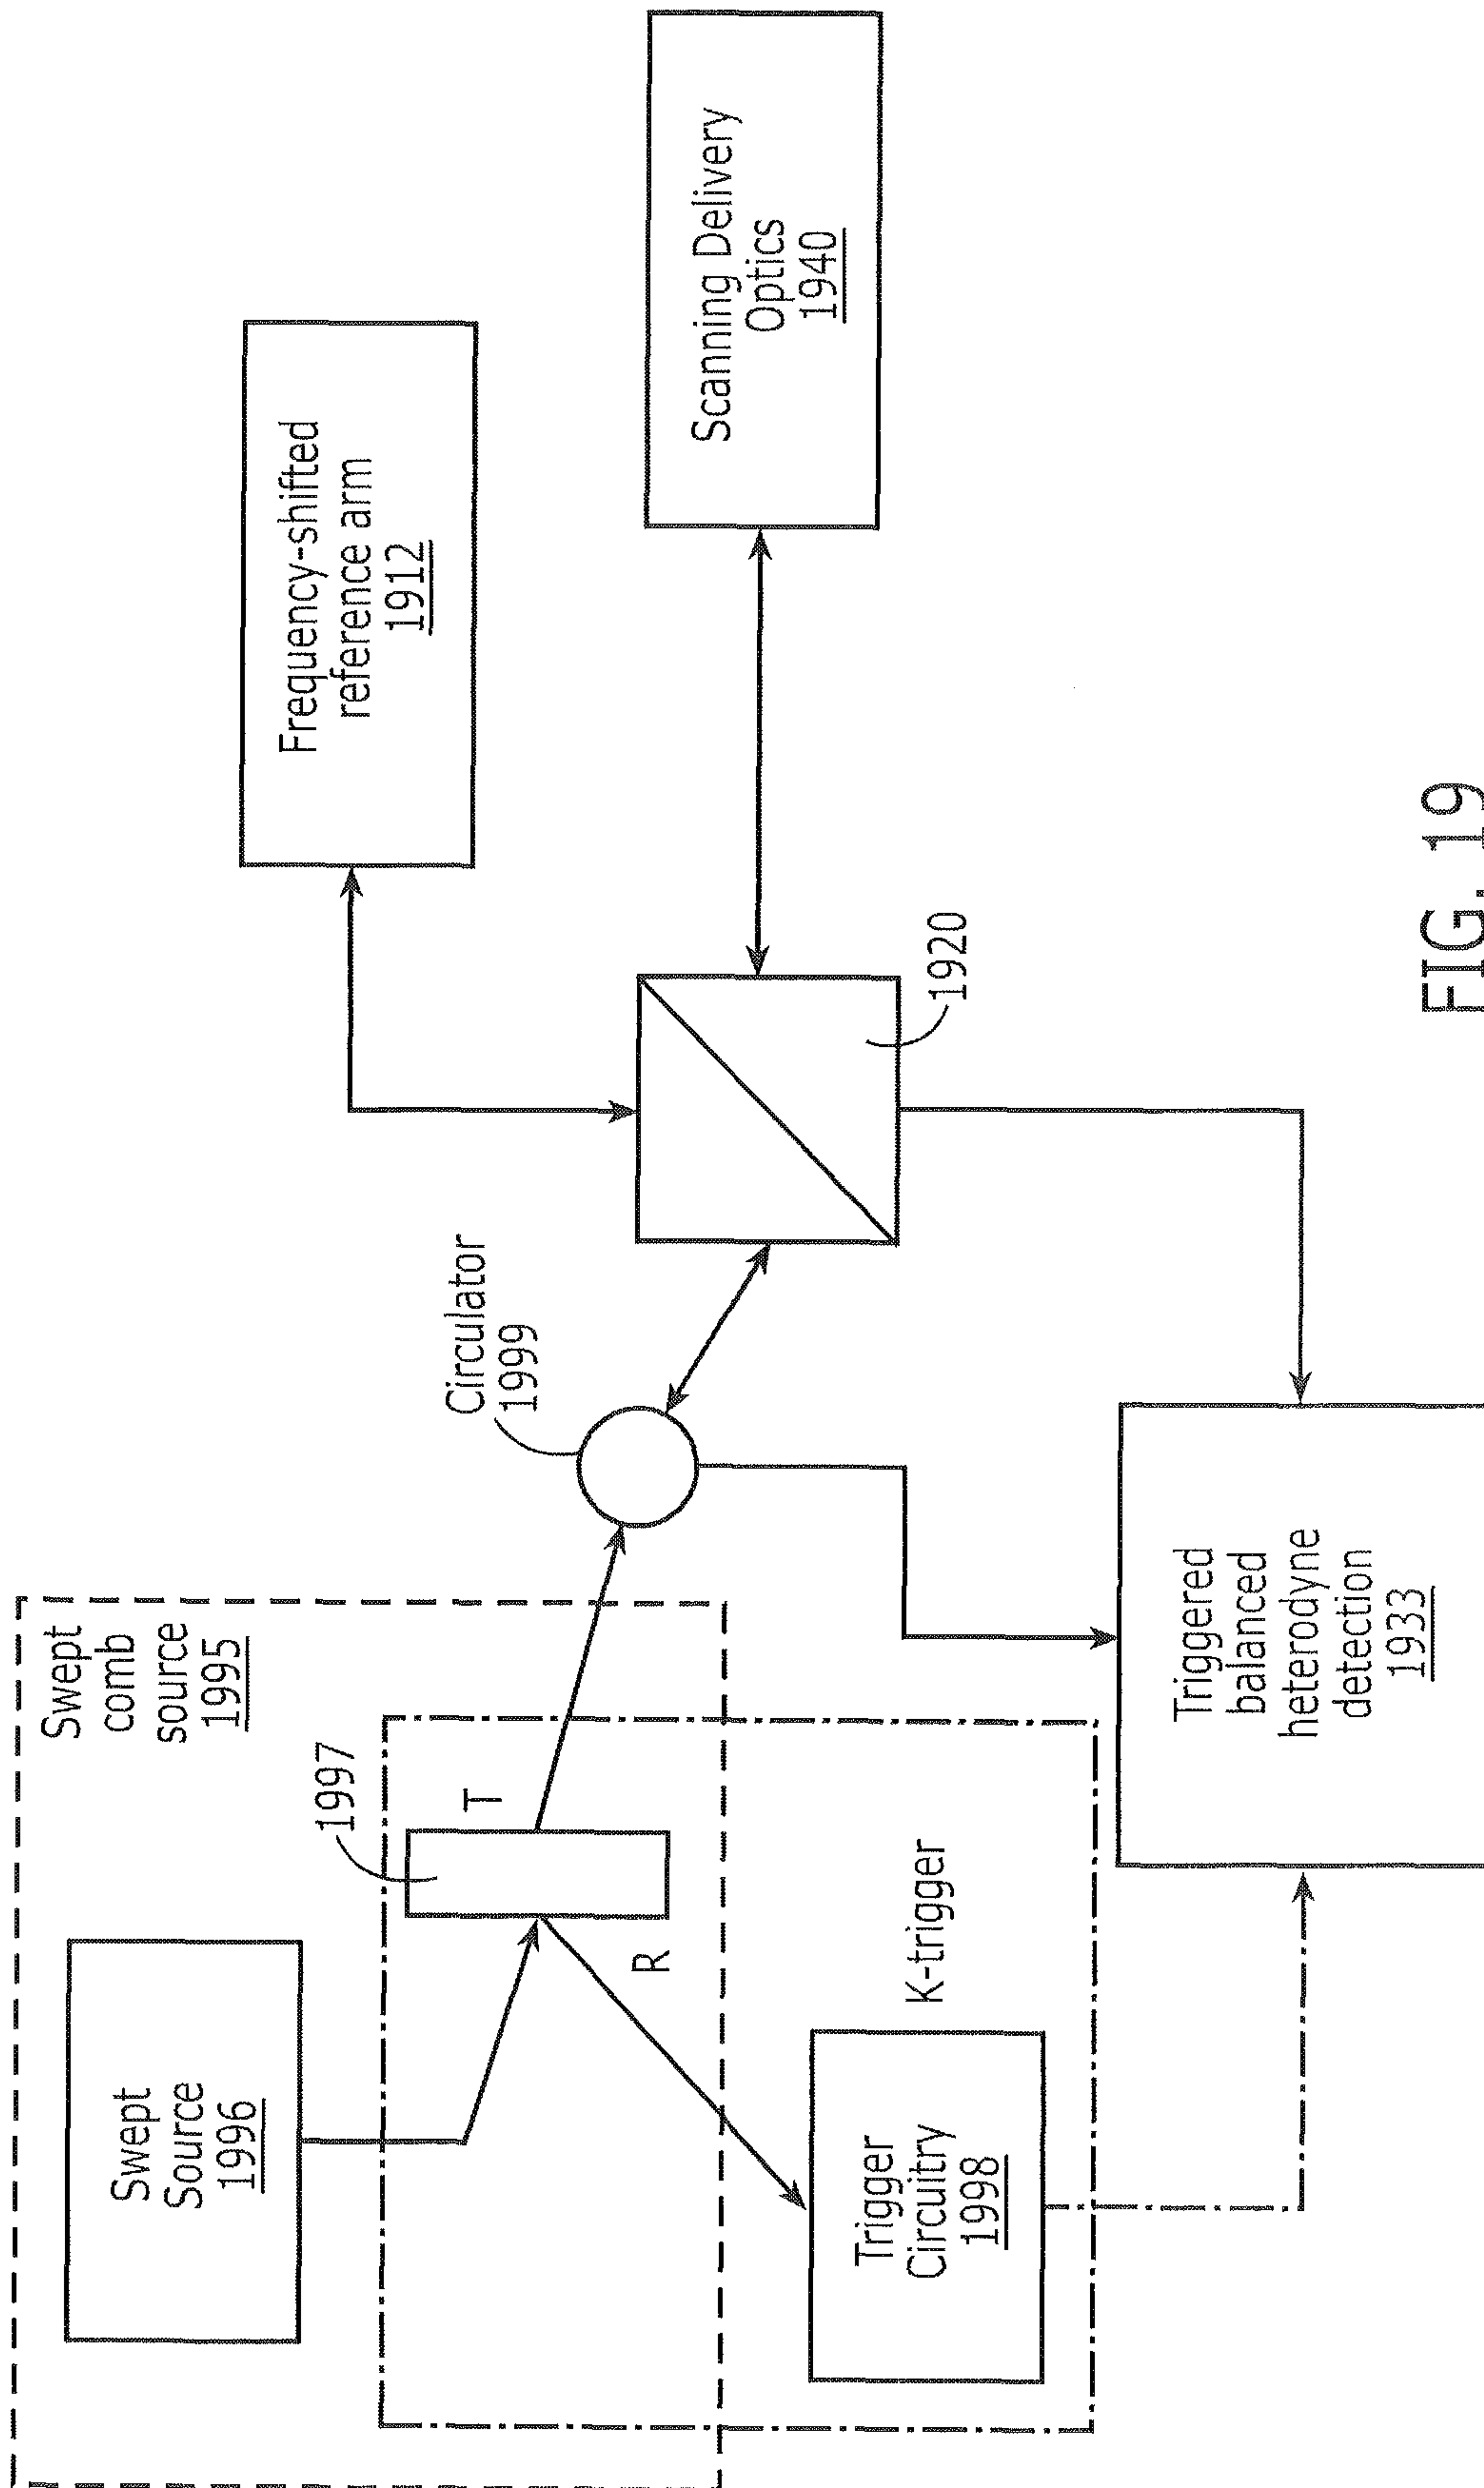 Swept
comb
source
1995
Swept
Source
1996
1997
T
R
K-trigger
Trigger
Circuitry
1998
Circulator
1999
Frequency-shifted
reference arm
1912
Scanning Delivery
Optics
1940
1920
Triggered
balanced
heterodyne
detection
1933
FIG. 19